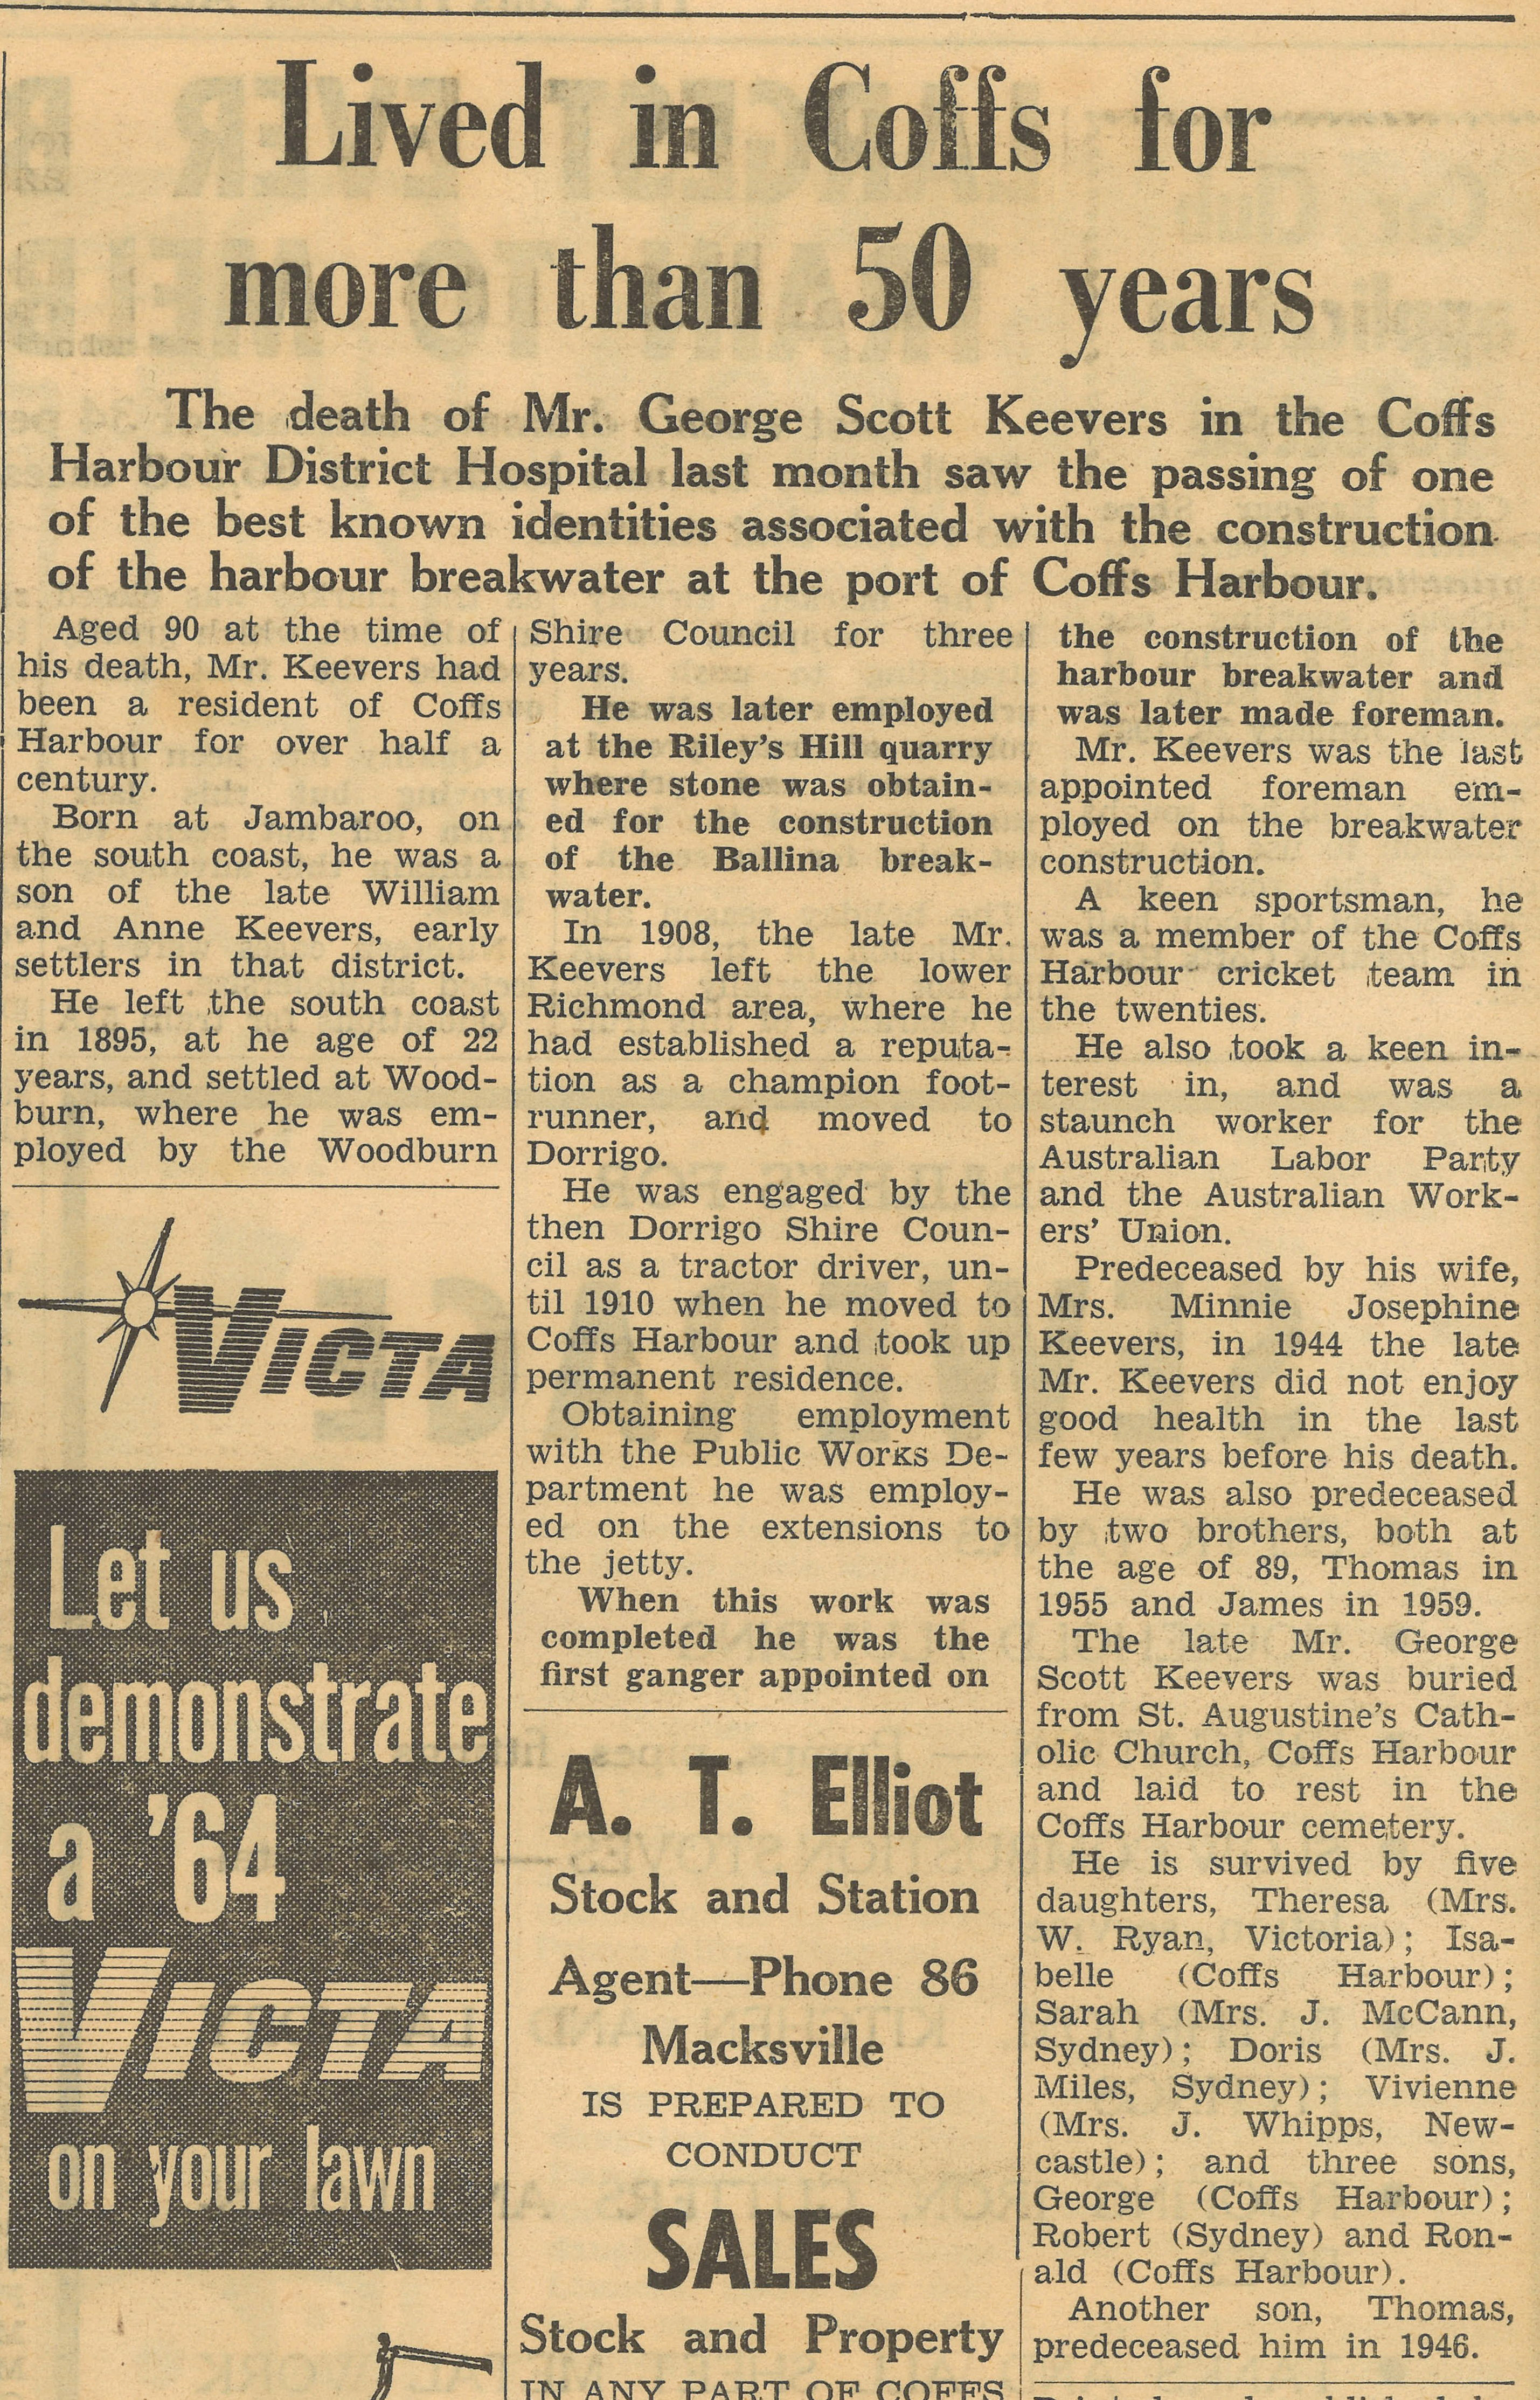 Lived in Coffs for
more than 50 years
The death of Mr. George Scott Keevers in the Coffs
Harbour District Hospital last month saw the passing of one
of the best known identities associated with the construction
of the harbour breakwater at the port of Coffs Harbour.
Aged 90 at the time of
his death, Mr. Keevers had
been a resident of Coffs
Harbour for over half a
century.
Born at Jambaroo, on
the south coast, he was a
son of the late William
and Anne Keevers, early
settlers in that district.
He left the south coast
in 1895, at he age of 22
years, and settled at Wood-
burn, where he was em-
ployed by the Woodburn
Shire Council for three
years.
He was later employed
at the Riley's Hill quarry
where stone was obtain-
ed for the construction
of the Ballina break-
water.
In 1908, the late Mr.
Keevers left the lower
Richmond area, where he
had established a reputa-
tion as a champion foot-
runner, and moved to
Dorrigo.
He was engaged by the
then Dorrigo Shire Coun-
cil as a tractor driver, un-
til 1910 when he moved to
Coffs Harbour and took up
permanent residence.
Obtaining employment
with the Public Works De-
partment he was employ-
ed on the extensions to
the jetty.
When this work was
completed he was the
first ganger appointed on
the construction of the
harbour breakwater and
was later made foreman.
Mr. Keevers was the last
appointed foreman em-
ployed on the breakwater
construction.
A keen sportsman, he
was a member of the Coffs
Harbour cricket team in
the twenties.
He also took a keen in-
terest in, and was a
staunch worker for the
Australian Labor Party
and the Australian Work-
ers' Union.
Predeceased by his wife,
Mrs. Minnie Josephine
Keevers, in 1944 the late
Mr. Keevers did not enjoy
good health in the last
few years before his death.
He was also predeceased
by two brothers, both at
the age of 89, Thomas in
1955 and James in 1959.
The late Mr. George
Scott Keevers was buried
from St. Augustine's Cath-
olic Church, Coffs Harbour
and laid to rest in the
Coffs Harbour cemetery.
He is survived by five
daughters, Theresa (Mrs.
W. Ryan, Victoria); Isa-
belle (Coffs Harbour);
Sarah (Mrs. J. McCann,
Sydney); Doris (Mrs. J.
Miles, Sydney); Vivienne
(Mrs. J. Whipps, New-
castle); and three sons,
George (Coffs Harbour);
Robert (Sydney) and Ron-
ald (Coffs Harbour).
Another son, Thomas,
predeceased him in 1946.
VICTA
Let us
demonstrate
a '64
VICTA
on your lawn
A. T. Elliot
Stock and Station
Agent—Phone 86
Macksville
IS PREPARED TO
CONDUCT
SALES
Stock and Property
IN ANY PART OF COFFS